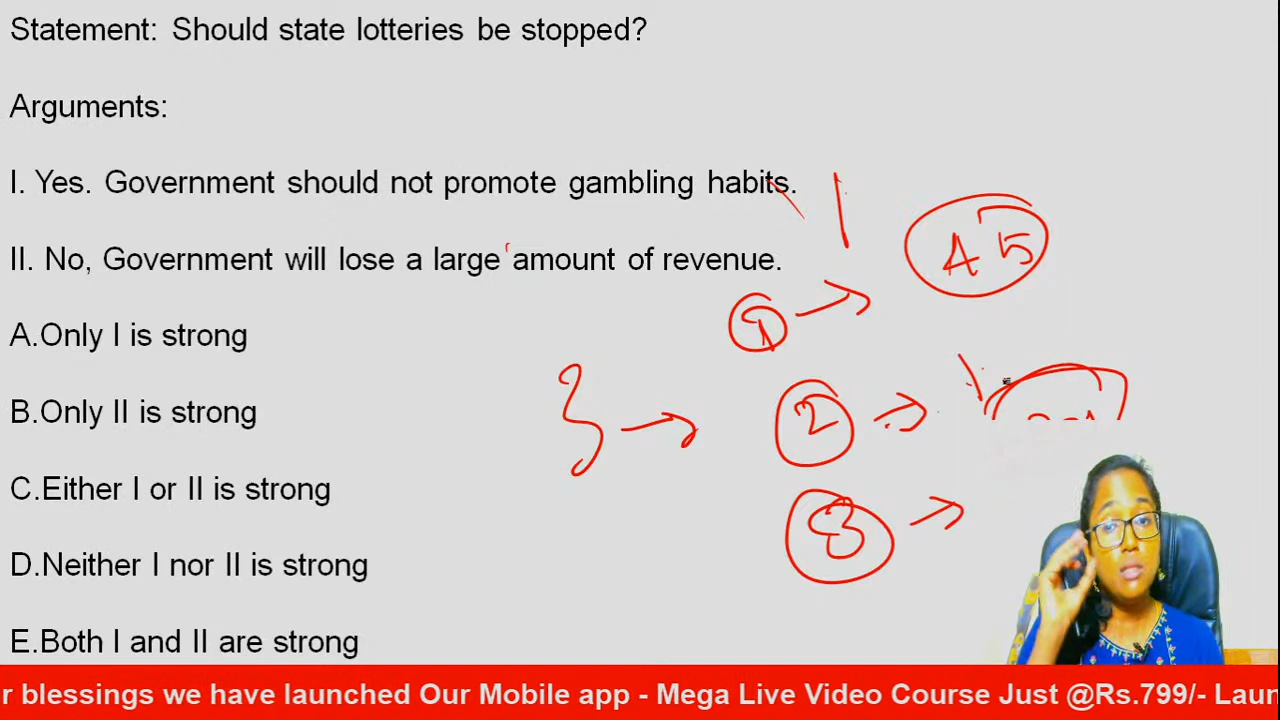 Statement: Should state lotteries be stopped?
Arguments:
I. Yes. Government should not promote gambling habits.
II. No, Government will lose a large amount of revenue.
45
1
2
3
A.Only I is strong
B.Only II is strong
C.Either I or II is strong
D.Neither I nor II is strong
E.Both I and II are strong
r blessings we have launched Our Mobile app - Mega Live Video Course Just @Rs.799/- Laun